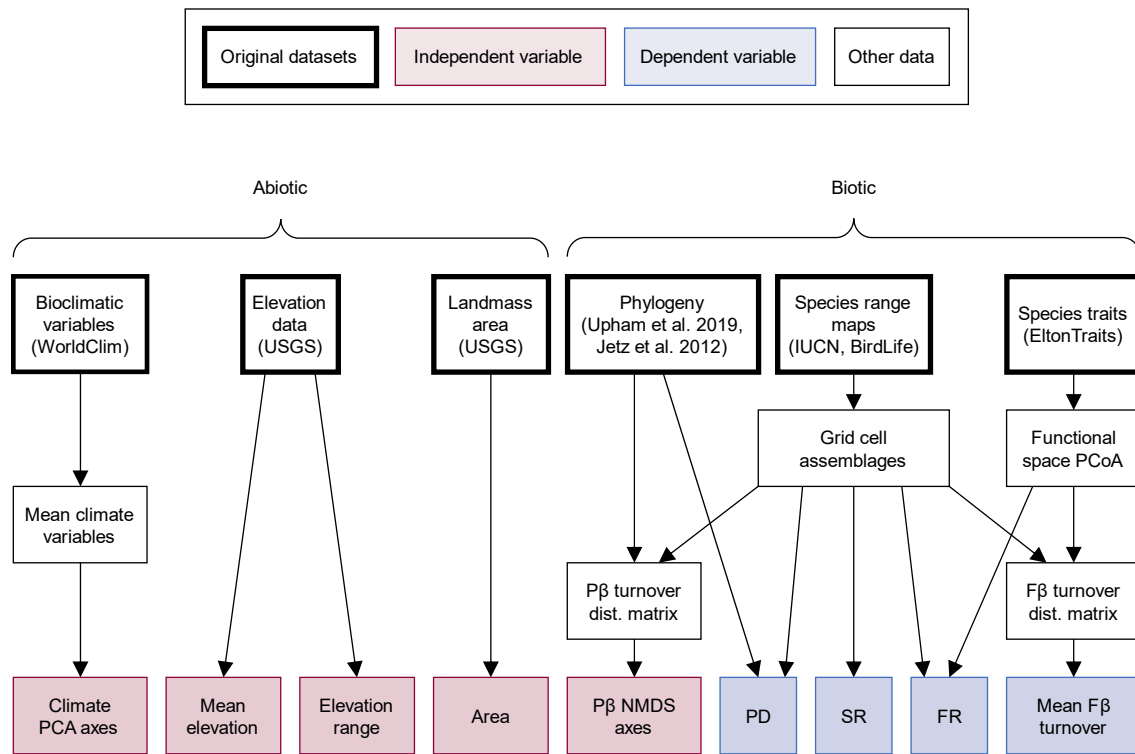 Original datasets
Independent variable
Dependent variable
Other data
Abiotic
Biotic
Bioclimatic
variables
(WorldClim)
Elevation
data
(USGS)
Landmass
area
(USGS)
Phylogeny
(Upham et al. 2019,
Jetz et al. 2012)
Species range
maps
(IUCN, BirdLife)
Species traits
(EltonTraits)
Grid cell
assemblages
Functional
space PCoA
Mean climate
variables
Pβ turnover
dist. matrix
Fβ turnover
dist. matrix
Climate
PCA axes
Mean
elevation
Elevation
range
Area
Pβ NMDS
axes
PD
SR
FR
Mean Fβ
turnover